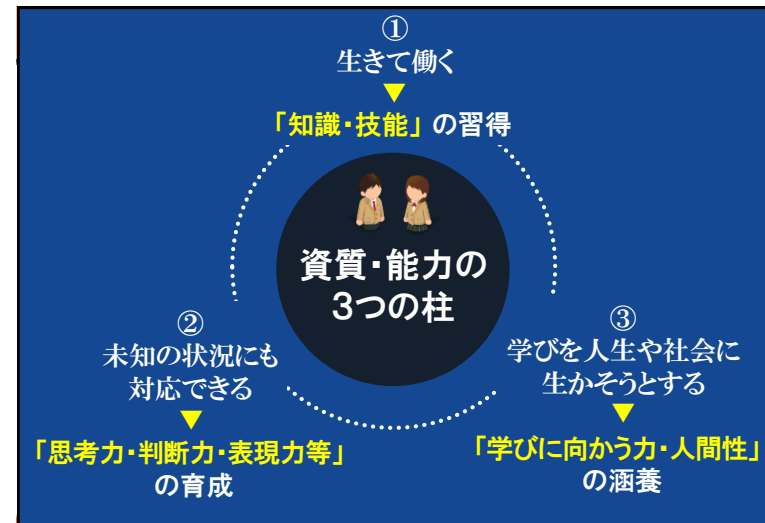 ①
生きて働く
「知識・技能」の習得
資質・能力の
3つの柱
②
未知の状況にも
対応できる
「思考力・判断力・表現力等」
の育成
③
学びを人生や社会に
生かそうとする
「学びに向かう力・人間性」
の涵養